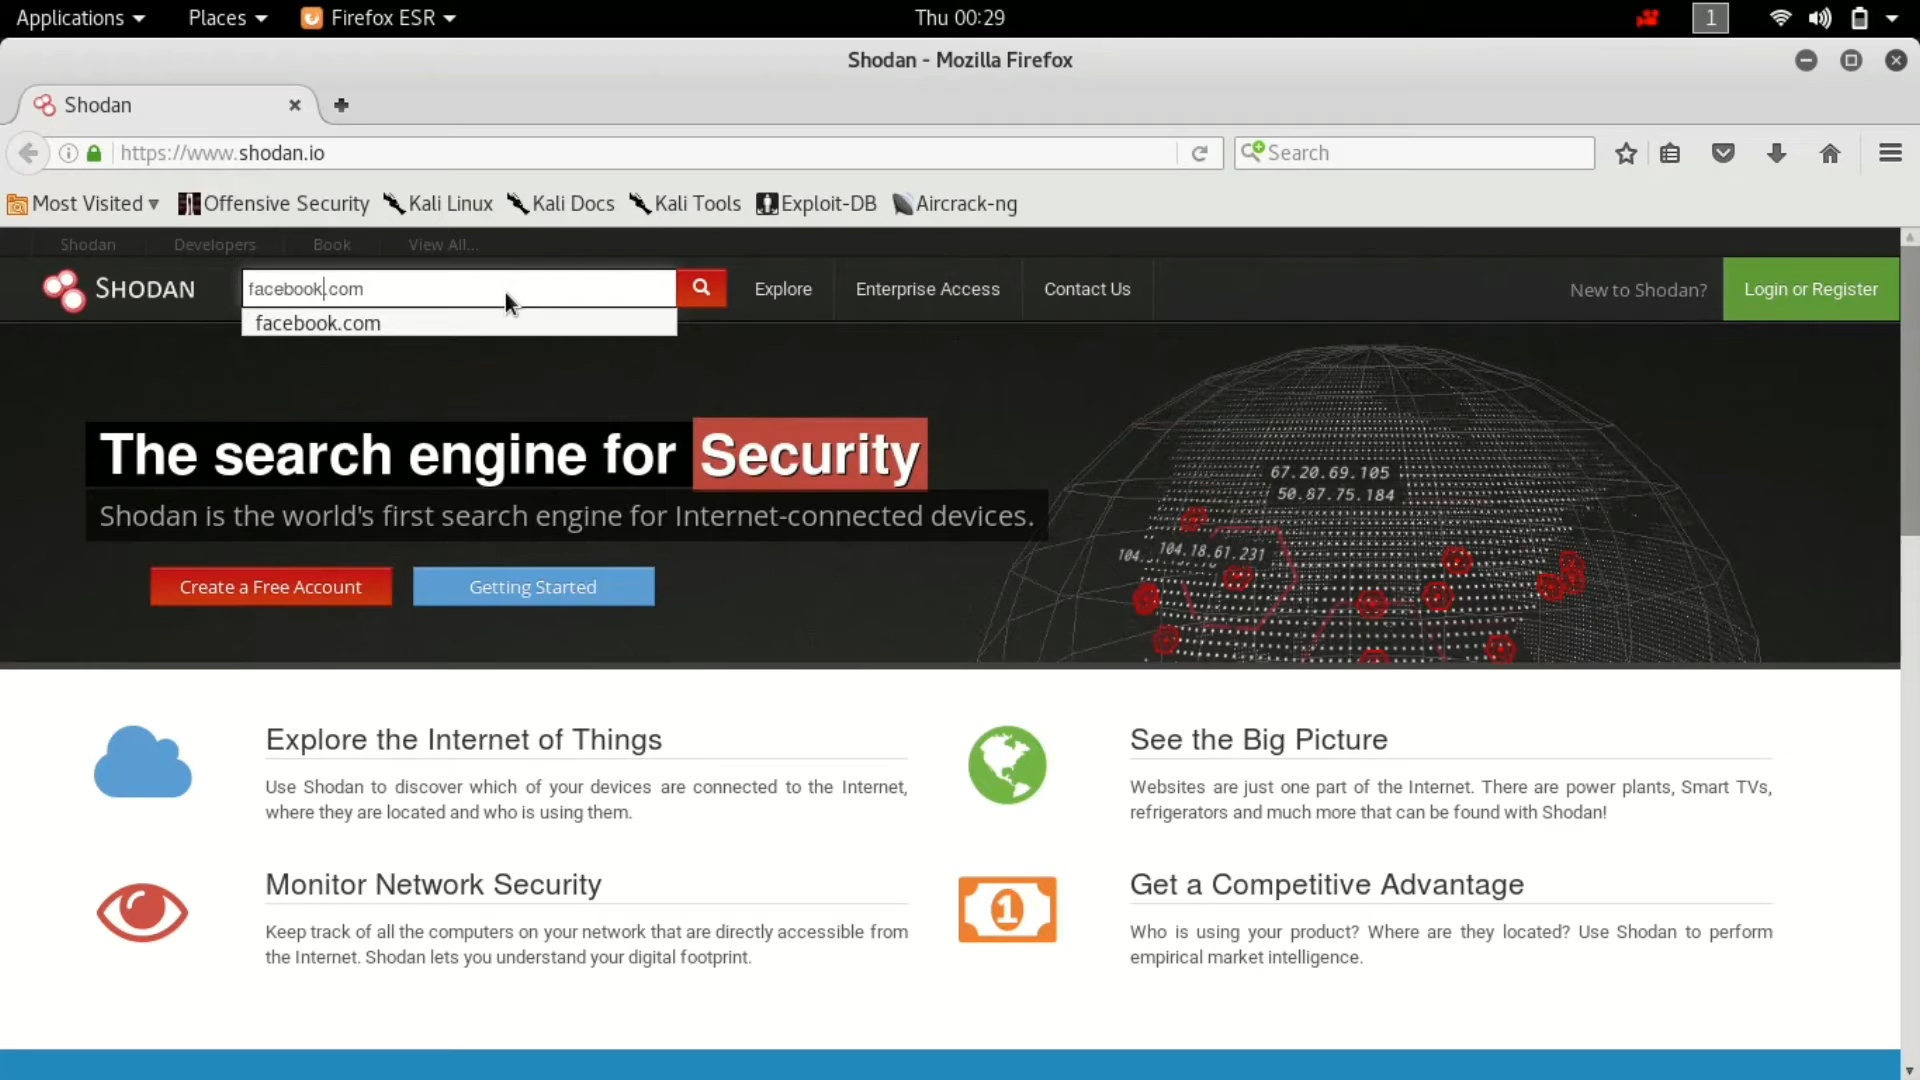 Applications Places Firefox ESR Thu 00:29 1
Shodan - Mozilla Firefox
Shodan
https://www.shodan.io Search
Most Visited Offensive Security Kali Linux Kali Docs Kali Tools Exploit-DB Aircrack-ng
Shodan Developers Book View All...
SHODAN facebook.com Explore Enterprise Access Contact Us New to Shodan? Login or Register
facebook.com
The search engine for Security
67.20.69.105
50.87.75.184
Shodan is the world's first search engine for Internet-connected devices.
104... 104.18.61.231
Create a Free Account Getting Started
Explore the Internet of Things
Use Shodan to discover which of your devices are connected to the Internet,
where they are located and who is using them.
See the Big Picture
Websites are just one part of the Internet. There are power plants, Smart TVs,
refrigerators and much more that can be found with Shodan!
Monitor Network Security
Keep track of all the computers on your network that are directly accessible from
the Internet. Shodan lets you understand your digital footprint.
1
Get a Competitive Advantage
Who is using your product? Where are they located? Use Shodan to perform
empirical market intelligence.